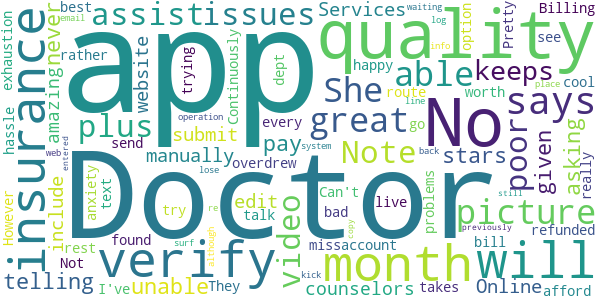 exhaustion
best
email
rather
hassle
However
insurance
amazing
never
include
rest
telling
Not
web
entered
assist
issues
website
trying
plus
submit
send
manually
anxiety
text
edit
try
talk
found
verify
unable
I've
They
app
Doctor
operation
lose
re
surf
although
Services
Continuously
dept
She
every
pay
overdrew
video
Can't
bad
live
miss
account
counselors
month
kick
copy
quality
happy
great
route
Note
go
stars
line
system
back
takes
problems
bill
picture
No
able
keeps
worth
says
poor
given
will
Online
previously
still
afford
refunded
asking
really
cool
see
option
Pretty
Billing
waiting
log
info
place